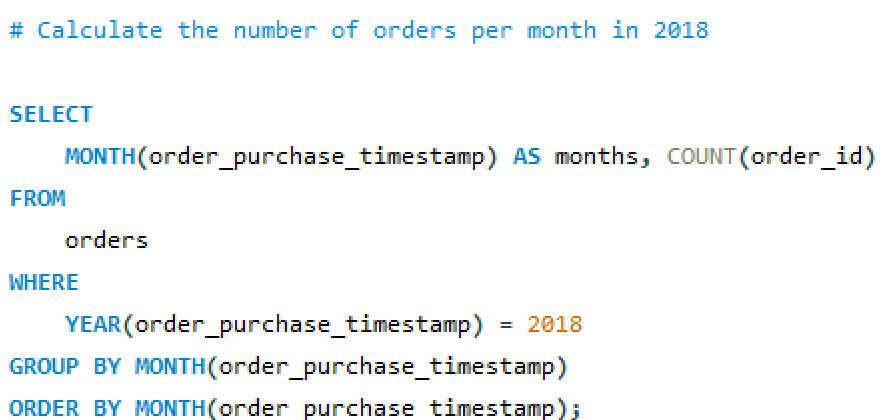 # Calculate the number of orders per month in 2018
SELECT
MONTH(order_purchase_timestamp) AS months, COUNT(order_id)
FROM
orders
WHERE
YEAR(order_purchase_timestamp) = 2018
GROUP BY MONTH(order_purchase_timestamp)
ORDER BY MONTH(order_purchase_timestamp);